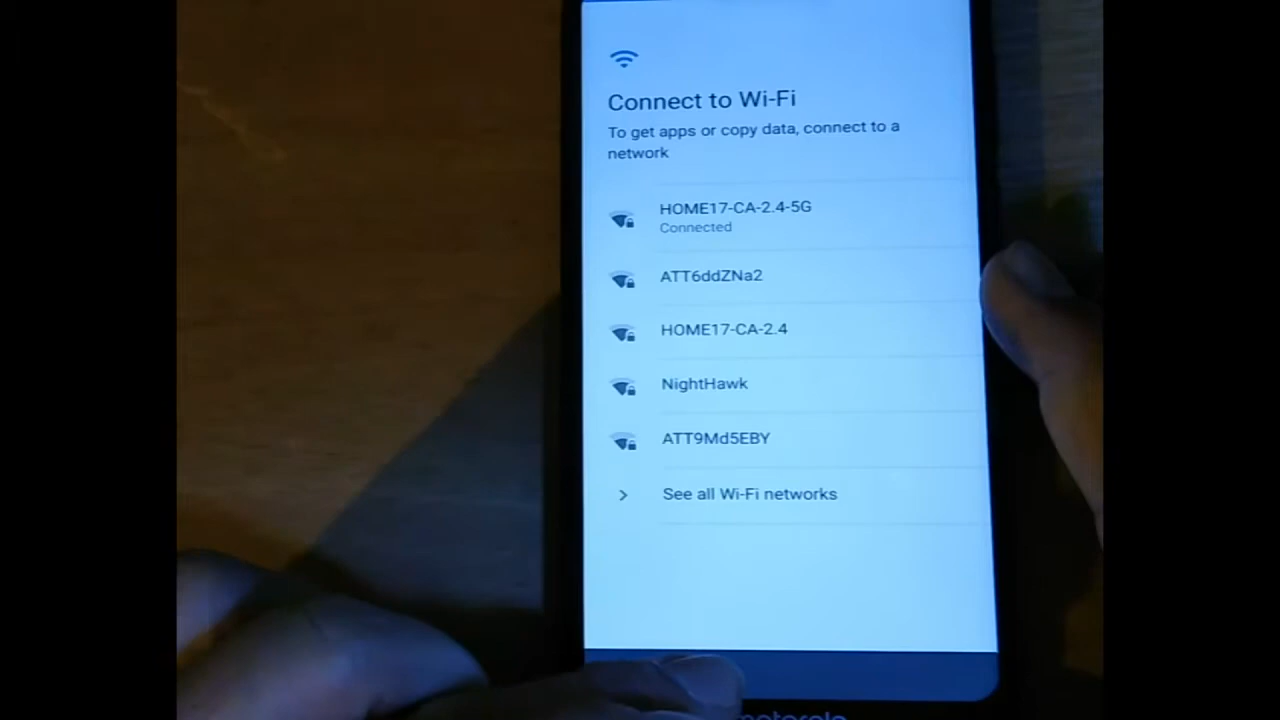 Connect to Wi-Fi
To get apps or copy data, connect to a
network
HOME17-CA-2.4-5G
Connected
ATT6ddZNa2
HOME17-CA-2.4
NightHawk
ATT9Md5EBY
See all Wi-Fi networks
motorola